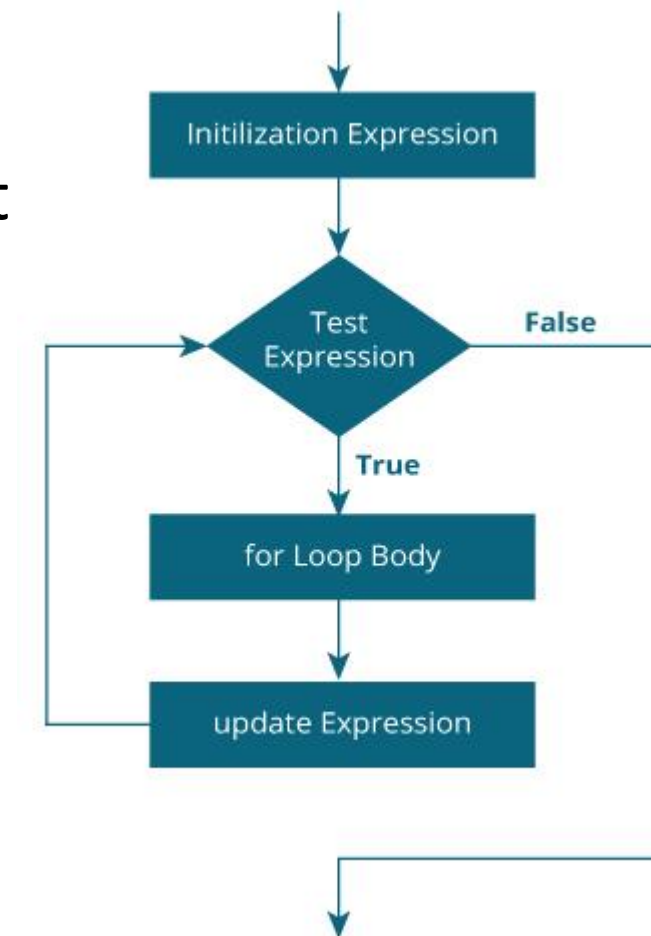 Initilization Expression
t
Test
Expression
False
True
for Loop Body
update Expression